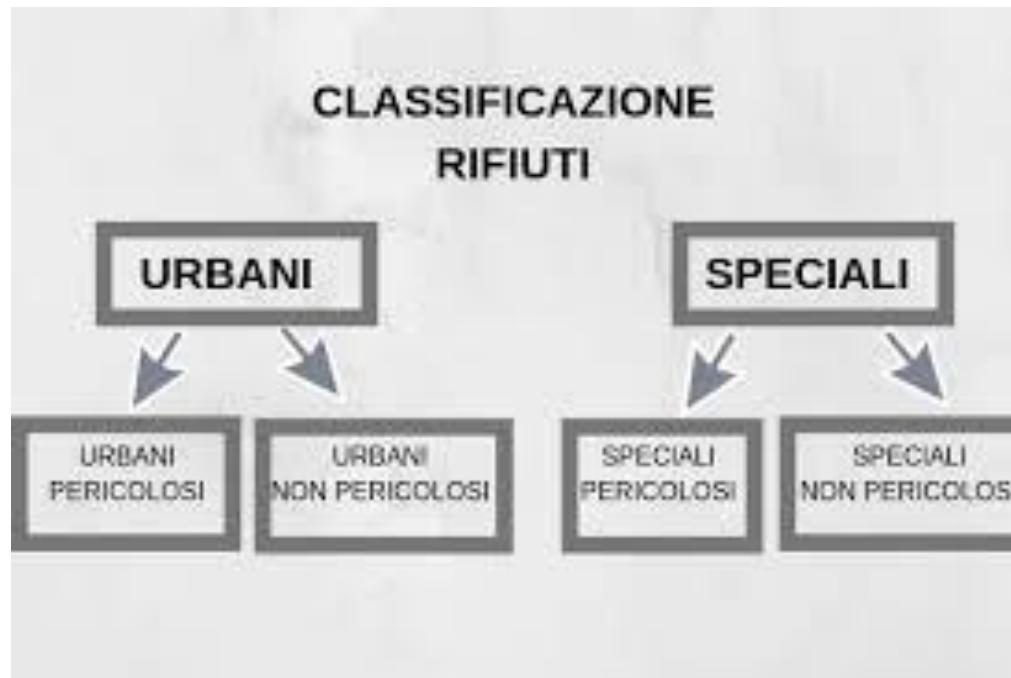 CLASSIFICAZIONE
RIFIUTI
URBANI
SPECIALI
URBANI
PERICOLOSI
URBANI
NON PERICOLOSI
SPECIALI
PERICOLOSI
SPECIALI
NON PERICOLOS